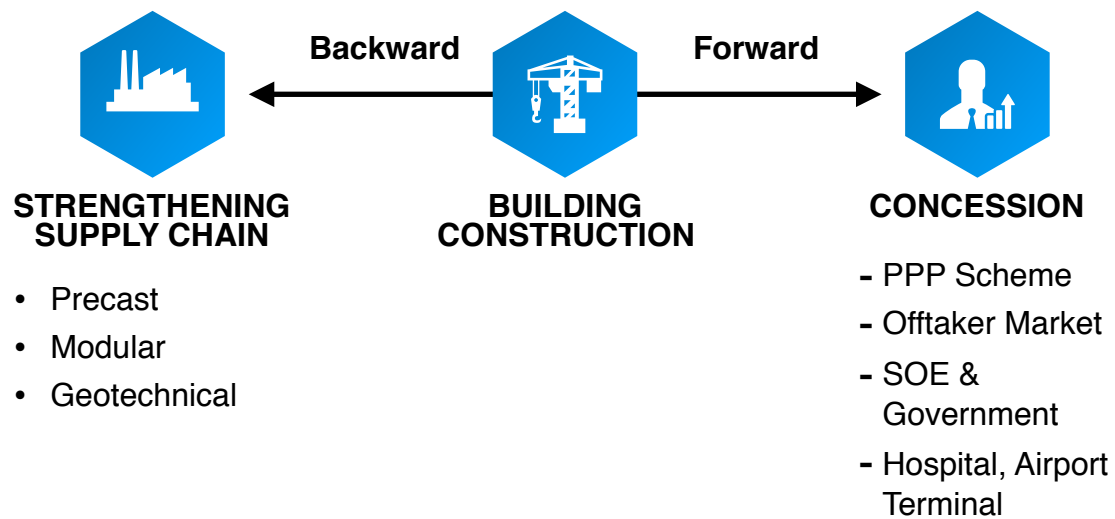 Backward
Forward
STRENGTHENING
SUPPLY CHAIN
• Precast
• Modular
• Geotechnical
BUILDING
CONSTRUCTION
CONCESSION
- PPP Scheme
- Offtaker Market
- SOE &
Government
- Hospital, Airport
Terminal